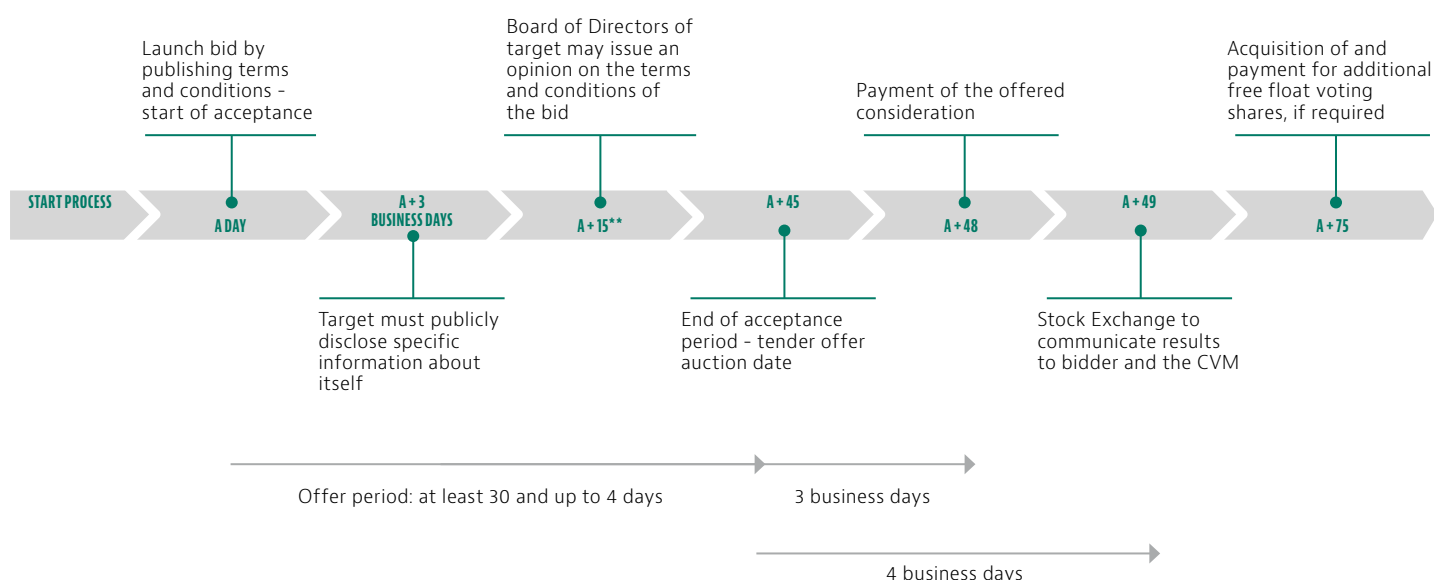 Launch bid by
publishing terms
and conditions -
start of acceptance
Board of Directors of
target may issue an
opinion on the terms
and conditions of
the bid
Payment of the offered
consideration
Acquisition of and
payment for additional
free float voting
shares, if required
START PROCESS
A DAY
A + 3
BUSINESS DAYS
A + 15**
A + 45
A + 48
A + 49
A + 75
Target must publicly
disclose specific
information about
itself
End of acceptance
period - tender offer
auction date
Stock Exchange to
communicate results
to bidder and the CVM
Offer period: at least 30 and up to 4 days
3 business days
4 business days